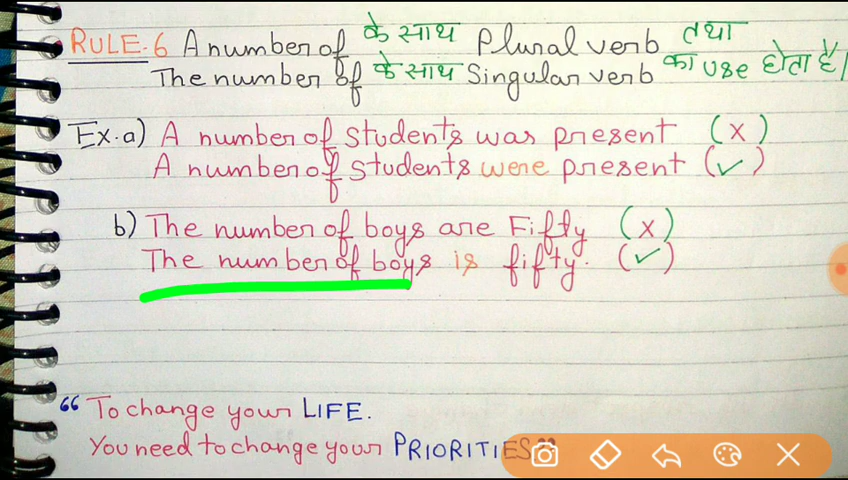 RULE-6 A number of के साथ Plural verb तथा
The number of के साथ Singular verb का use होता है।
Ex.a) A number of students was present (x)
A number of students were present (✓)
b) The number of boys are Fifty (x)
The number of boys is fifty. (✓)
“To change your LIFE.
You need to change your PRIORITIES”